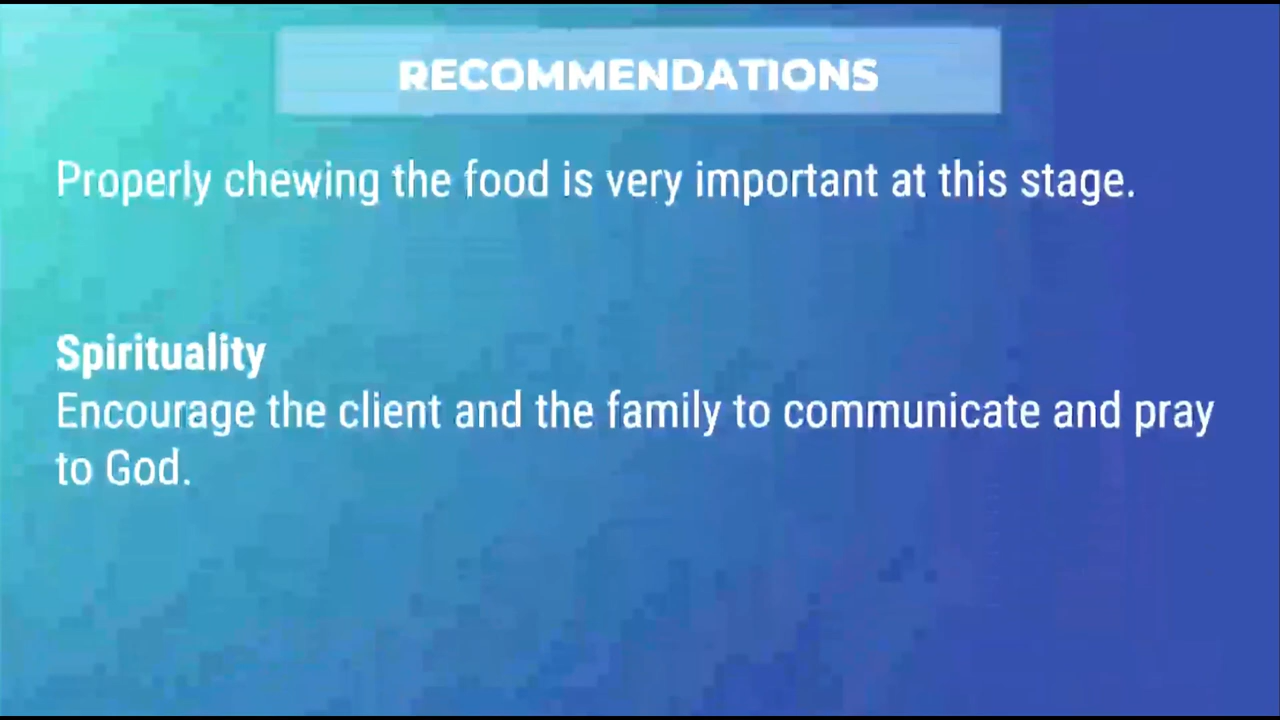 RECOMMENDATIONS
Properly chewing the food is very important at this stage.
Spirituality
Encourage the client and the family to communicate and pray
to God.